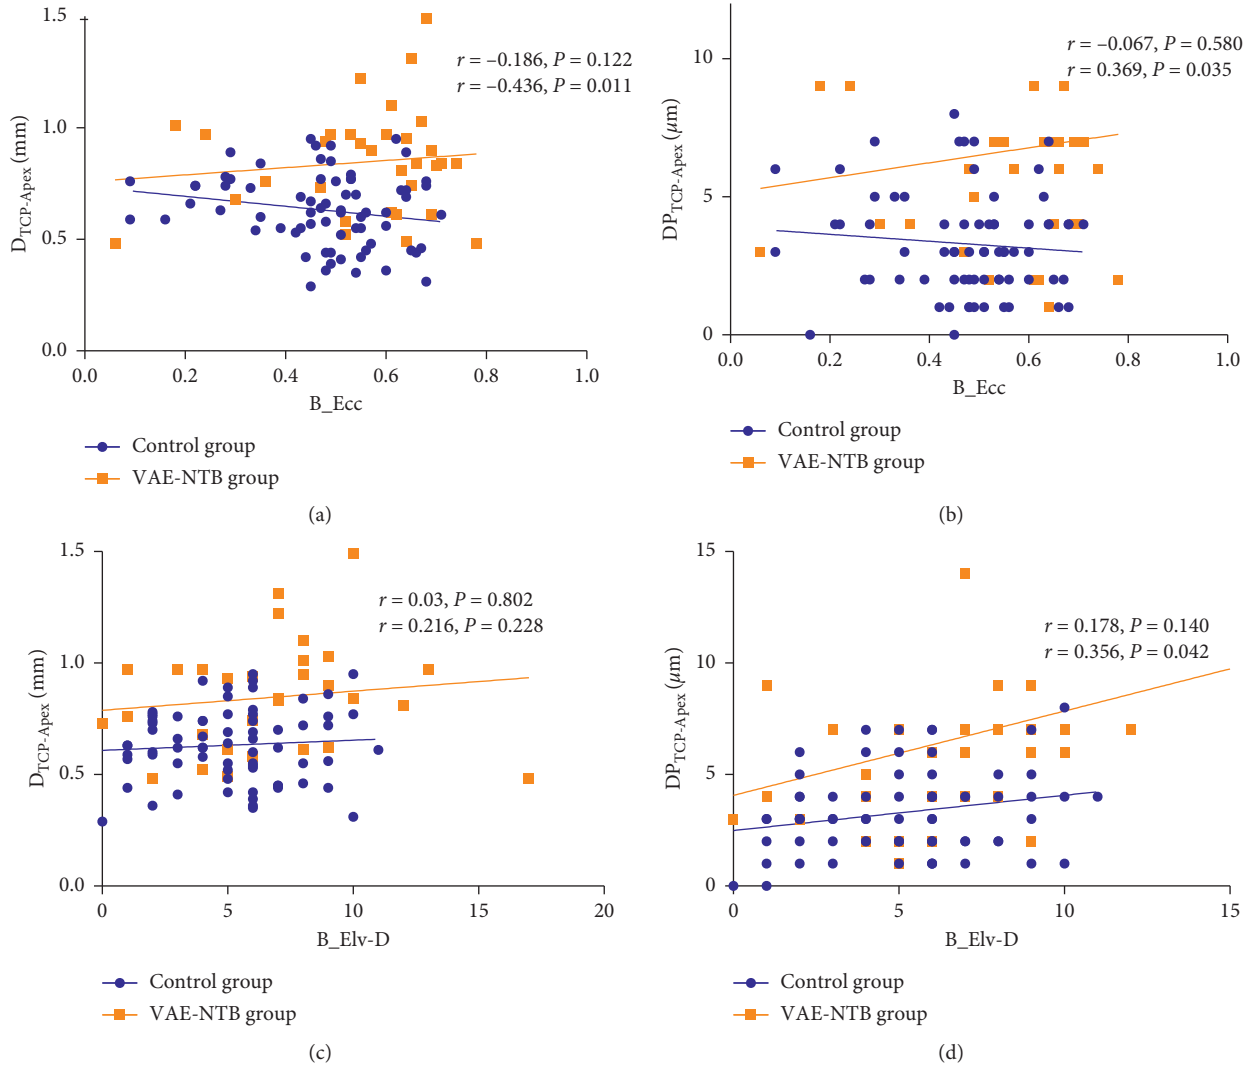 1.5
1.0
0.5
0.0
D_TCP-Apex (mm)
r = –0.186, P = 0.122
r = –0.436, P = 0.011
0.0 0.2 0.4 0.6 0.8 1.0
B_Ecc
Control group
VAE-NTB group
(a)
10
5
0
DP_TCP-Apex (μm)
r = –0.067, P = 0.580
r = 0.369, P = 0.035
0.0 0.2 0.4 0.6 0.8 1.0
B_Ecc
Control group
VAE-NTB group
(b)
1.5
1.0
0.5
0.0
D_TCP-Apex (mm)
r = 0.03, P = 0.802
r = 0.216, P = 0.228
0 5 10 15 20
B_Elv-D
Control group
VAE-NTB group
(c)
15
10
5
0
DP_TCP-Apex (μm)
r = 0.178, P = 0.140
r = 0.356, P = 0.042
0 5 10 15
B_Elv-D
Control group
VAE-NTB group
(d)